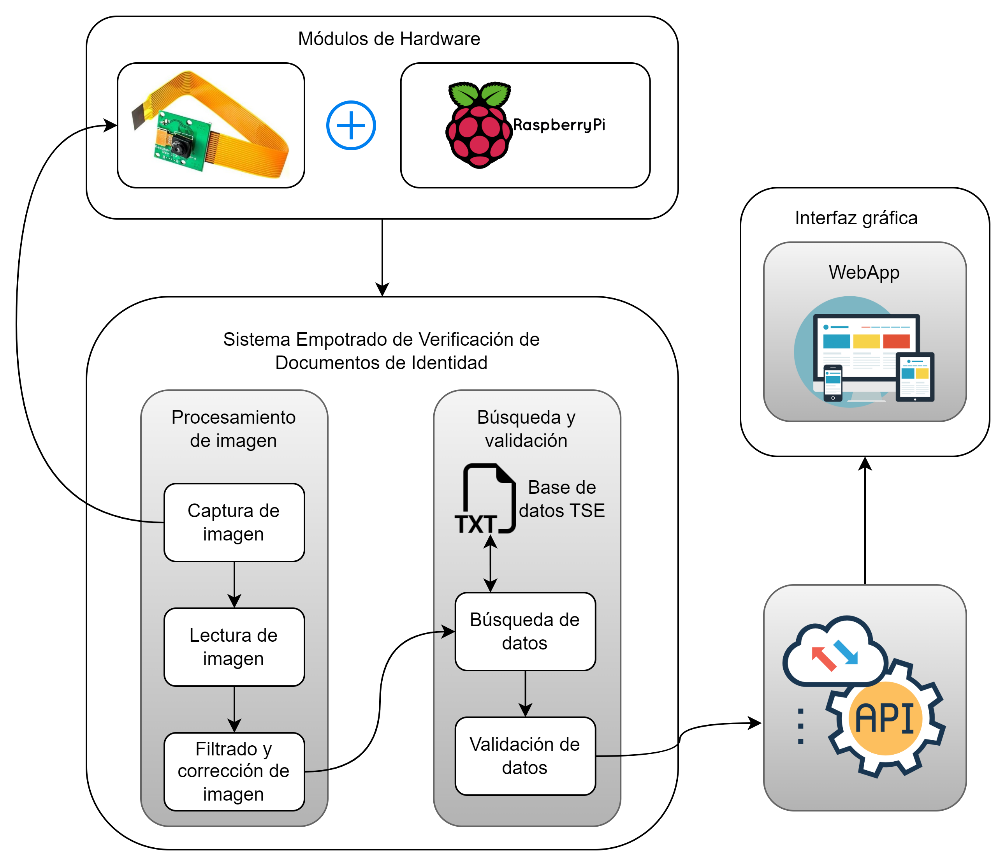 Módulos de Hardware
RaspberryPi
Interfaz gráfica
WebApp
Sistema Empotrado de Verificación de
Documentos de Identidad
Procesamiento
de imagen
Captura de
imagen
Lectura de
imagen
Filtrado y
corrección de
imagen
Búsqueda y
validación
TXT
Base de
datos TSE
Búsqueda de
datos
Validación de
datos
API